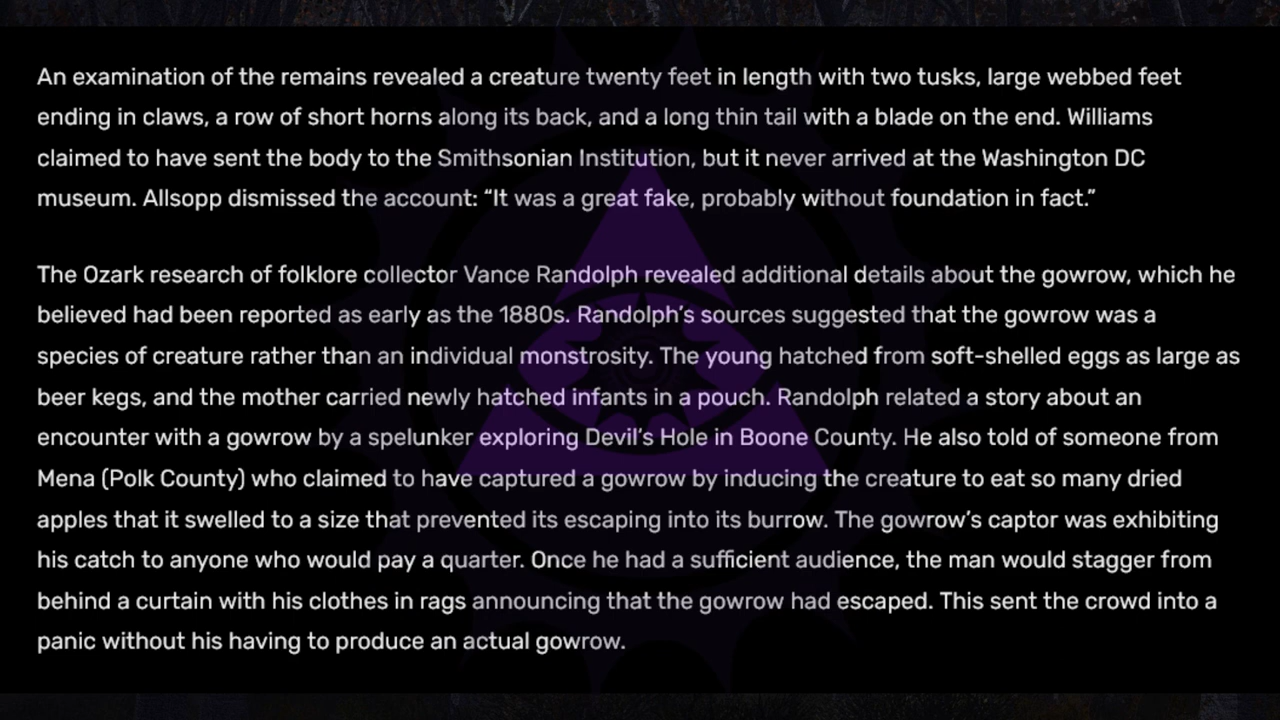 An examination of the remains revealed a creature twenty feet in length with two tusks, large webbed feet
ending in claws, a row of short horns along its back, and a long thin tail with a blade on the end. Williams
claimed to have sent the body to the Smithsonian Institution, but it never arrived at the Washington DC
museum. Allsopp dismissed the account: “It was a great fake, probably without foundation in fact.”
The Ozark research of folklore collector Vance Randolph revealed additional details about the gowrow, which he
believed had been reported as early as the 1880s. Randolph’s sources suggested that the gowrow was a
species of creature rather than an individual monstrosity. The young hatched from soft-shelled eggs as large as
beer kegs, and the mother carried newly hatched infants in a pouch. Randolph related a story about an
encounter with a gowrow by a spelunker exploring Devil’s Hole in Boone County. He also told of someone from
Mena (Polk County) who claimed to have captured a gowrow by inducing the creature to eat so many dried
apples that it swelled to a size that prevented its escaping into its burrow. The gowrow’s captor was exhibiting
his catch to anyone who would pay a quarter. Once he had a sufficient audience, the man would stagger from
behind a curtain with his clothes in rags announcing that the gowrow had escaped. This sent the crowd into a
panic without his having to produce an actual gowrow.